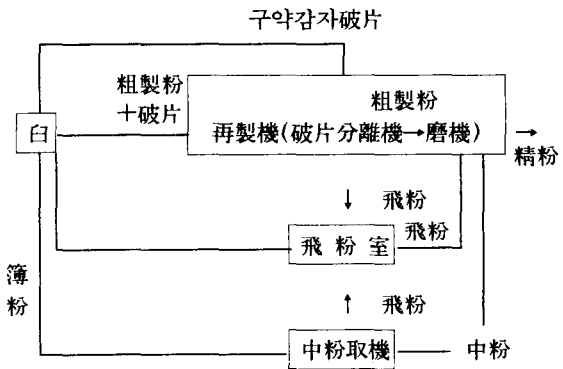 구약감자破片
粗製粉
+破片
粗製粉
臼
再製機(破片分離機→磨機)
→
精粉
↓ 飛粉
飛粉室
飛粉
簿粉
↑ 飛粉
中粉取機
中粉